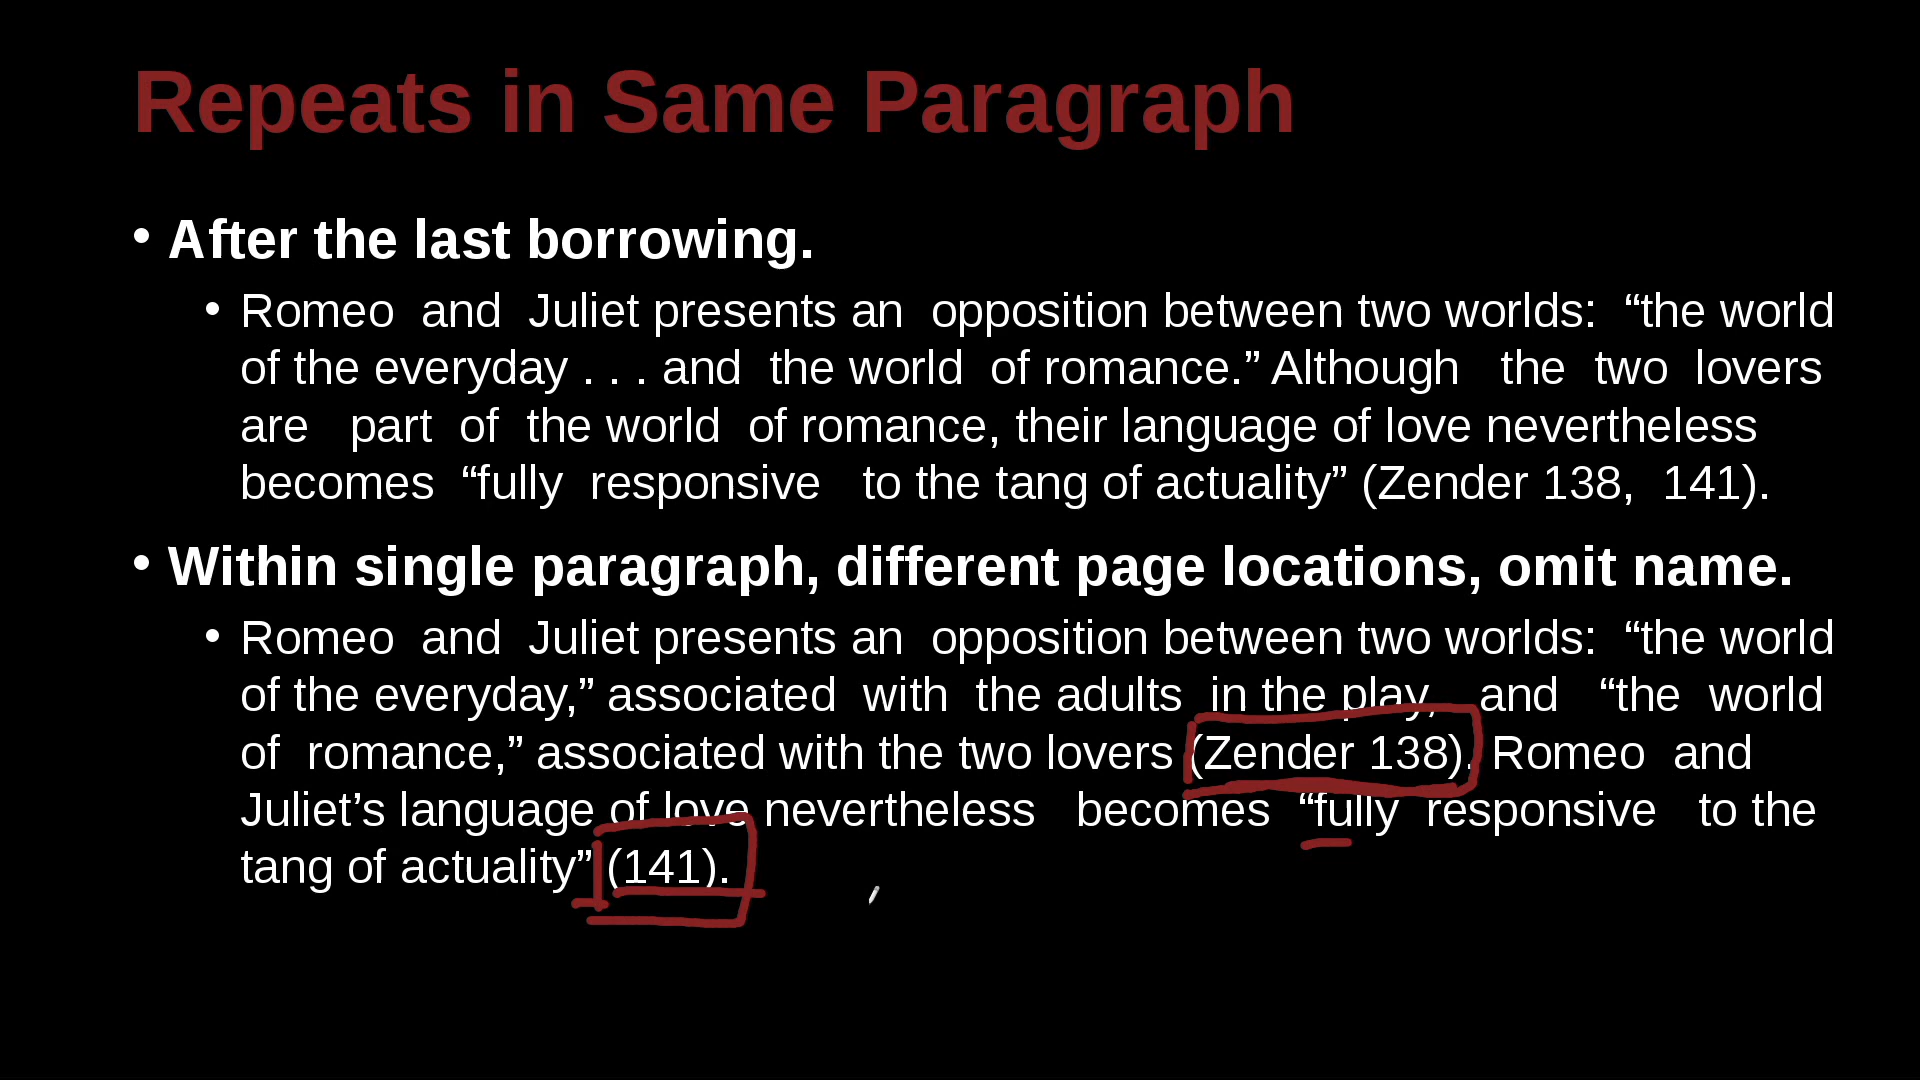 Repeats in Same Paragraph
• After the last borrowing.
• Romeo and Juliet presents an opposition between two worlds: “the world
of the everyday . . . and the world of romance.” Although the two lovers
are part of the world of romance, their language of love nevertheless
becomes “fully responsive to the tang of actuality” (Zender 138, 141).
• Within single paragraph, different page locations, omit name.
• Romeo and Juliet presents an opposition between two worlds: “the world
of the everyday,” associated with the adults in the play, and “the world
of romance,” associated with the two lovers (Zender 138). Romeo and
Juliet’s language of love nevertheless becomes “fully responsive to the
tang of actuality” (141).